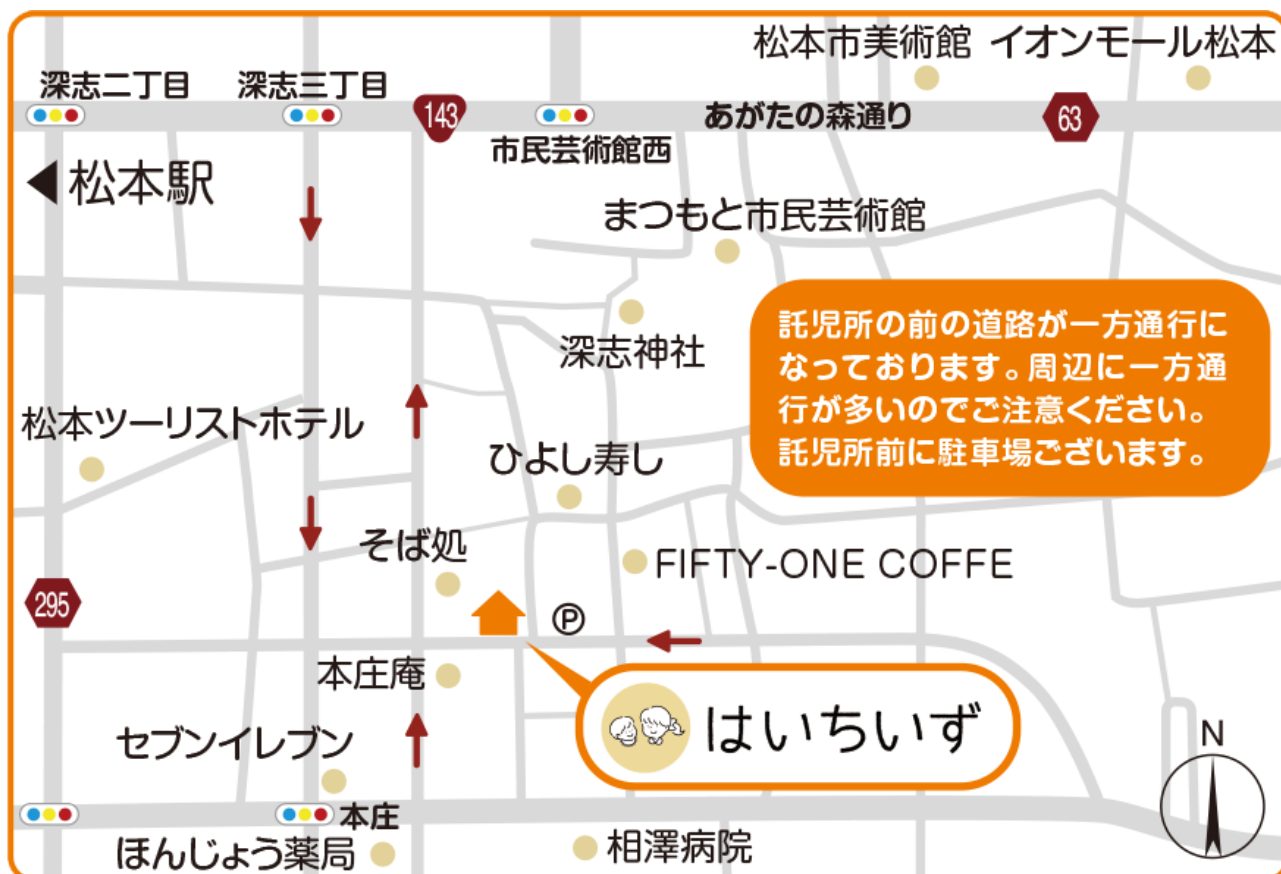 松本市美術館 イオンモール松本
深志二丁目 深志三丁目
143
あがたの森通り
63
市民芸術館西
松本駅
まつもと市民芸術館
託児所の前の道路が一方通行に
なっております。周辺に一方通
行が多いのでご注意ください。
託児所前に駐車場ございます。
深志神社
松本ツーリストホテル
ひよし寿し
そば処
FIFTY-ONE COFFE
295
P
本庄庵
はいちいず
セブンイレブン
N
本庄
ほんじょう薬局
相澤病院